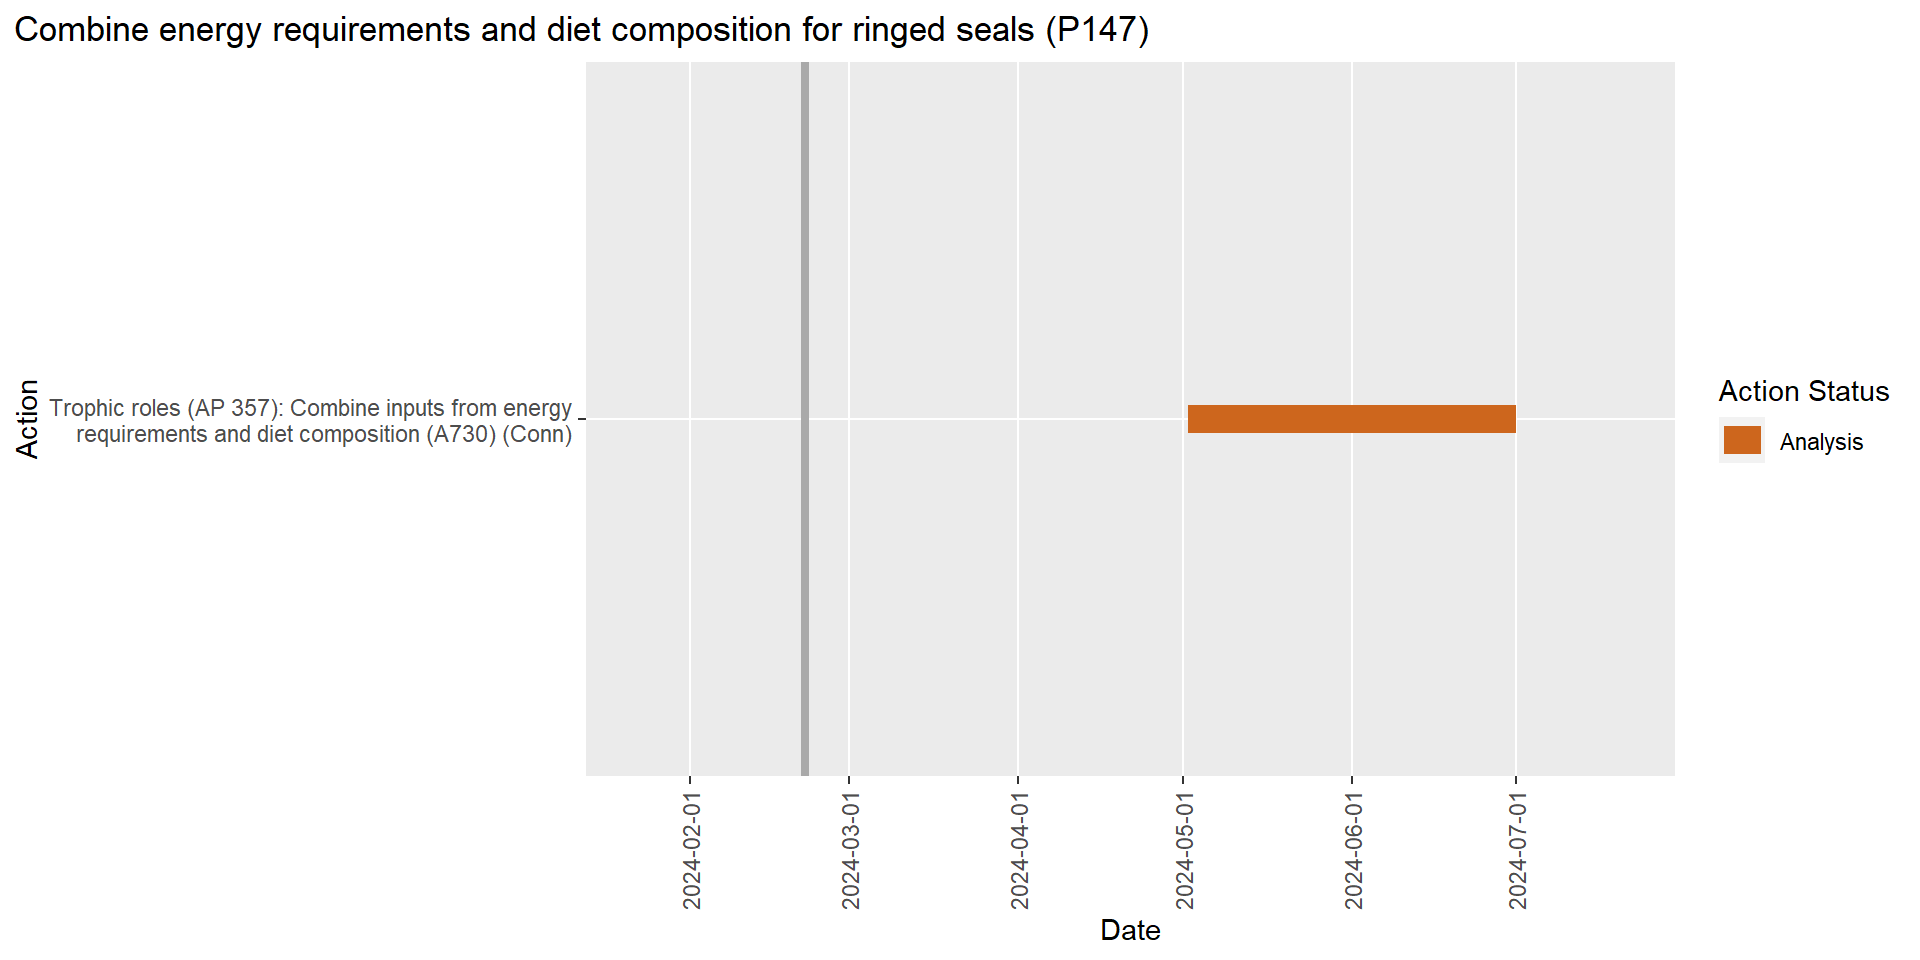 Combine energy requirements and diet composition for ringed seals (P147)
Action
Trophic roles (AP 357): Combine inputs from energy
requirements and diet composition (A730) (Conn)
2024-02-01
2024-03-01
2024-04-01
2024-05-01
2024-06-01
2024-07-01
Date
Action Status
Analysis